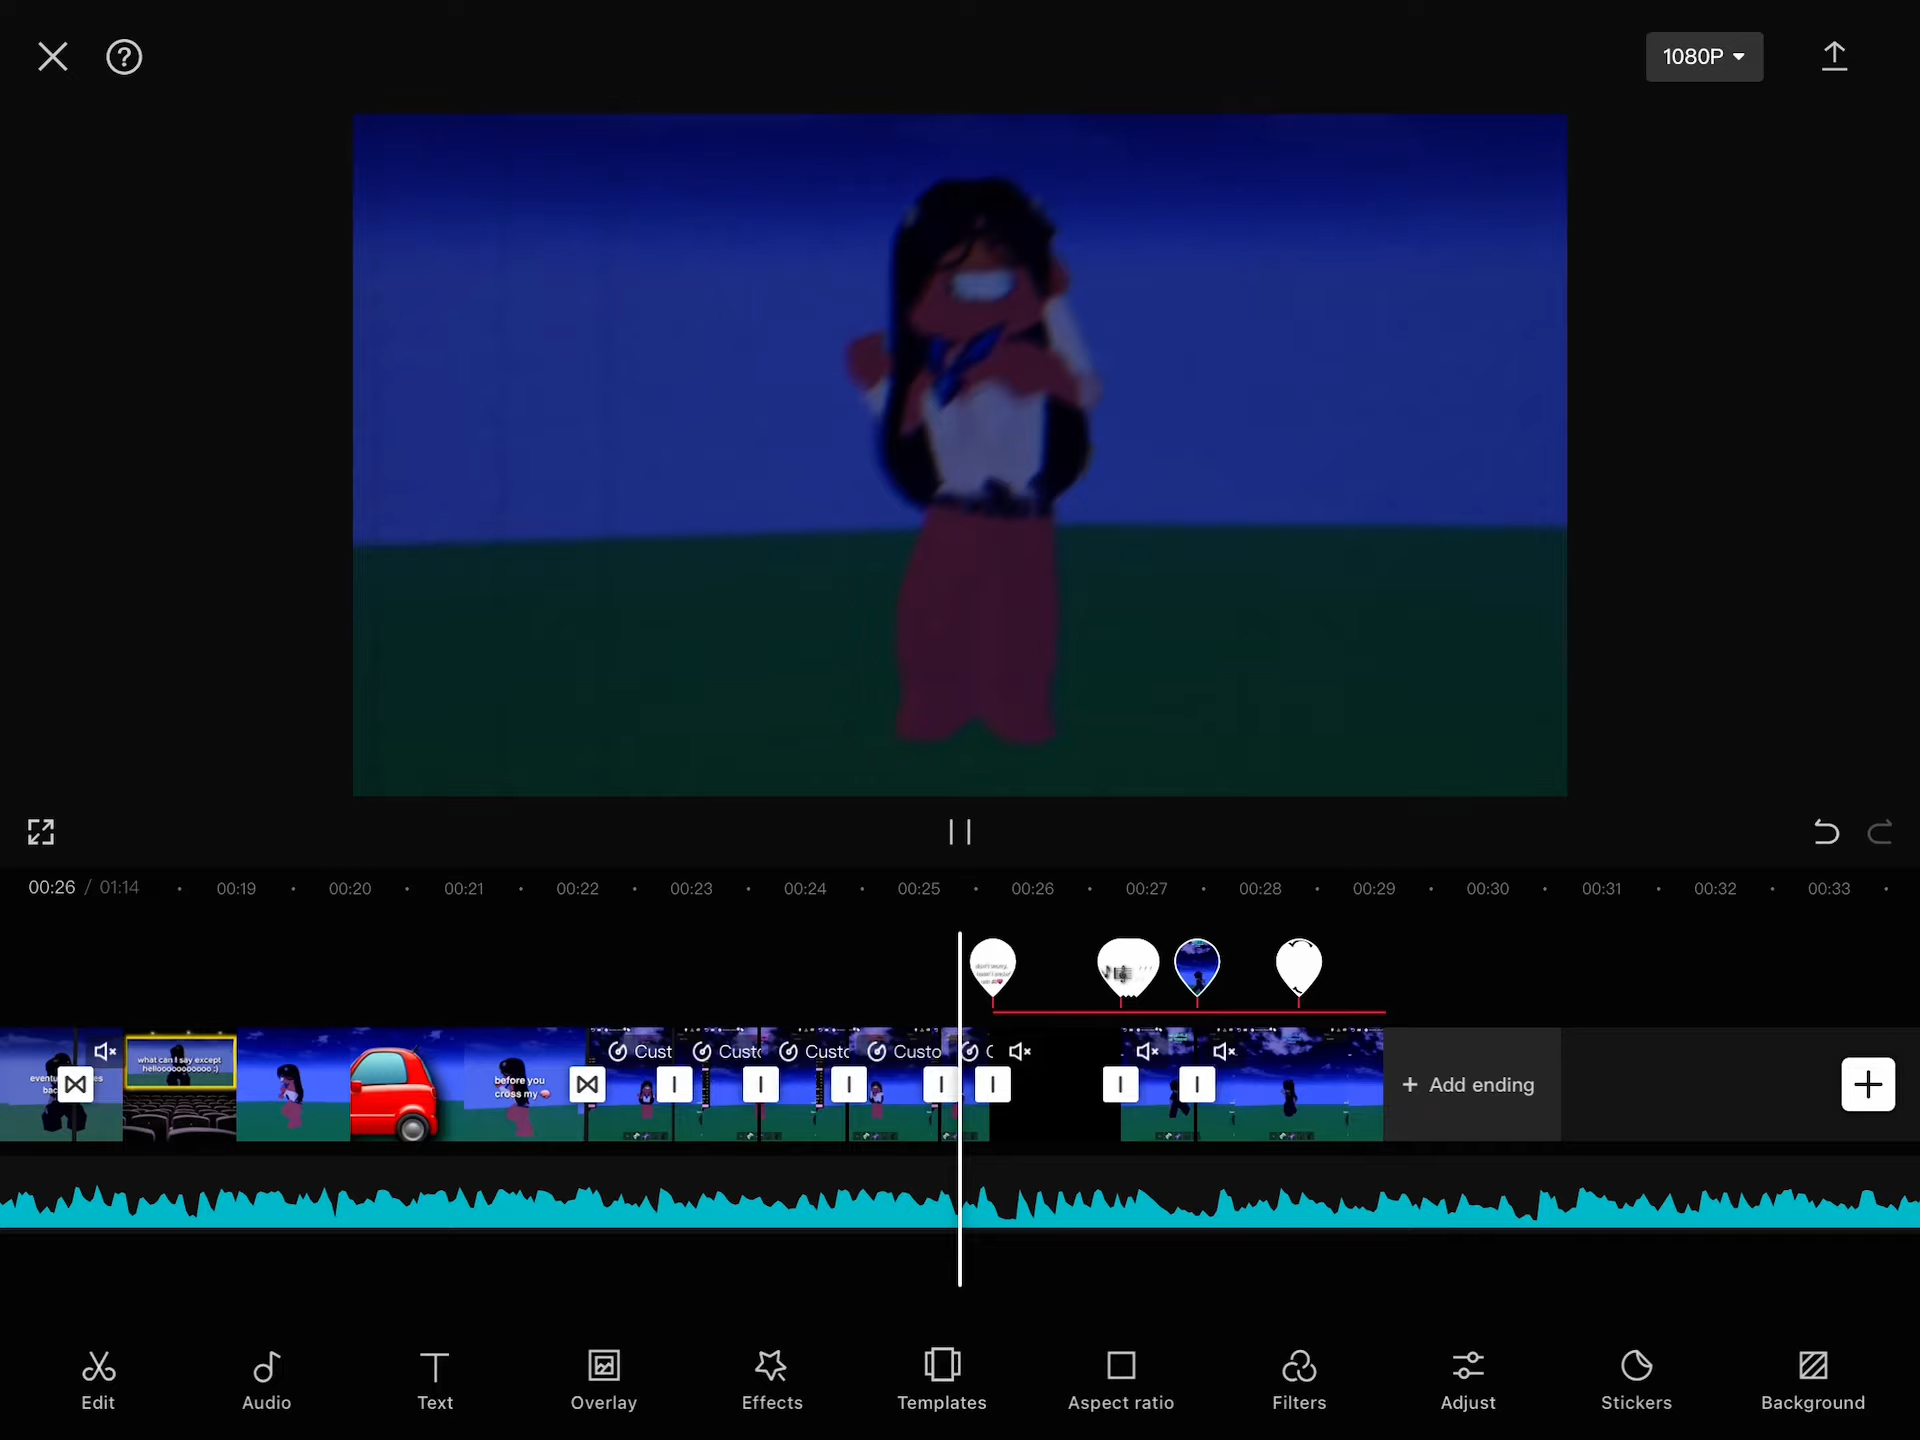 1080P
00:26 / 01:14
00:19
00:20
00:21
00:22
00:23
00:24
00:25
00:26
00:27
00:28
00:29
00:30
00:31
00:32
00:33
what can I say except
hellooooooooooo :)
before you
cross my
Cust
Custo
Custo
Custo
C
+ Add ending
Edit
Audio
Text
Overlay
Effects
Templates
Aspect ratio
Filters
Adjust
Stickers
Background